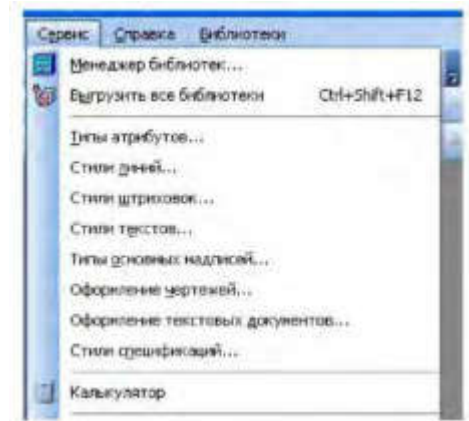 Сервис Справка Библиотеки
Менеджер библиотек...
Выгрузить все библиотеки Ctrl+Shift+F12
Типы атрибутов...
Стили линий...
Стили штриховок...
Стили текстов...
Типы основных надписей...
Оформление чертежей...
Оформление текстовых документов...
Стили спецификаций...
Калькулятор